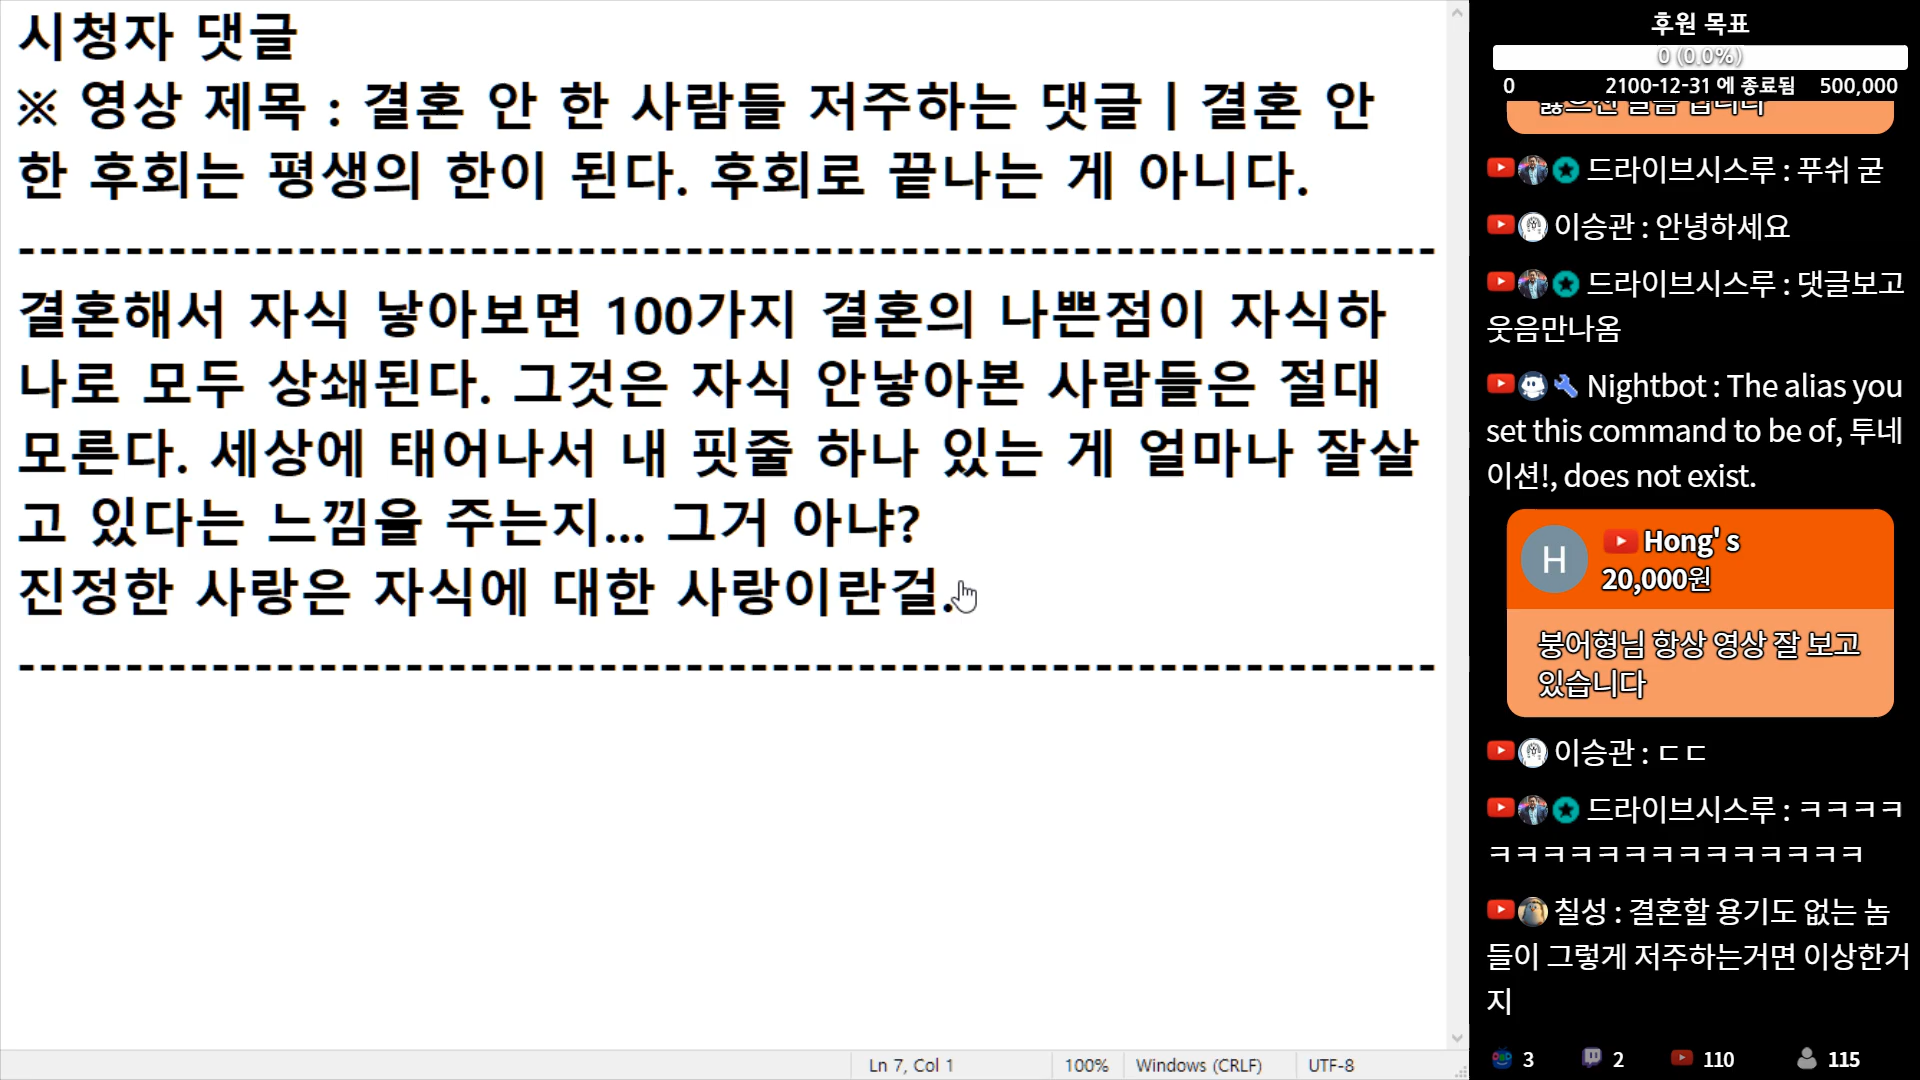 시청자 댓글
※ 영상 제목 : 결혼 안 한 사람들 저주하는 댓글 | 결혼 안
한 후회는 평생의 한이 된다. 후회로 끝나는 게 아니다.
결혼해서 자식 낳아보면 100가지 결혼의 나쁜점이 자식하
나로 모두 상쇄된다. 그것은 자식 안낳아본 사람들은 절대
모른다. 세상에 태어나서 내 핏줄 하나 있는 게 얼마나 잘살
고 있다는 느낌을 주는지... 그거 아냐?
진정한 사랑은 자식에 대한 사랑이란걸.
Ln 7, Col 1
100%
Windows (CRLF)
UTF-8
후원 목표
0 (0.0%)
0 2100-12-31 에 종료됨 500,000
드라이브시스루 : 푸쉬 굳
이승관 : 안녕하세요
드라이브시스루 : 댓글보고
웃음만나옴
Nightbot : The alias you
set this command to be of, 투네
이션!, does not exist.
H
Hong' s
20,000원
붕어형님 항상 영상 잘 보고
있습니다
이승관 : ㄷㄷ
드라이브시스루 : ㅋㅋㅋㅋ
ㅋㅋㅋㅋㅋㅋㅋㅋㅋㅋㅋㅋㅋㅋ
칠성 : 결혼할 용기도 없는 놈
들이 그렇게 저주하는거면 이상한거
지
3 2 110 115